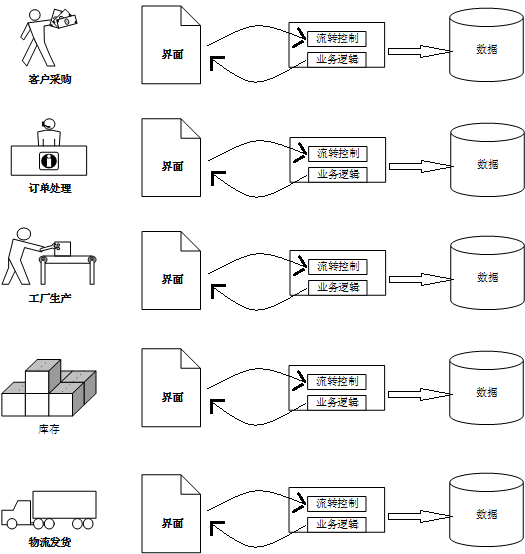 客户采购
界面
流转控制
业务逻辑
数据
订单处理
界面
流转控制
业务逻辑
数据
工厂生产
界面
流转控制
业务逻辑
数据
库存
界面
流转控制
业务逻辑
数据
物流发货
界面
流转控制
业务逻辑
数据